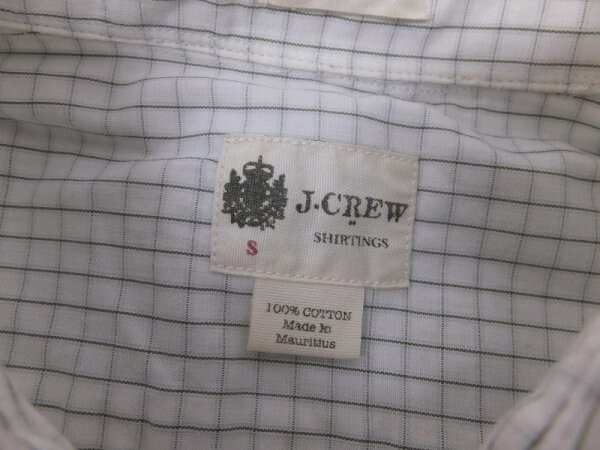 J.CREW
S
SHIRTINGS
100% COTTON
Made in
Mauritius